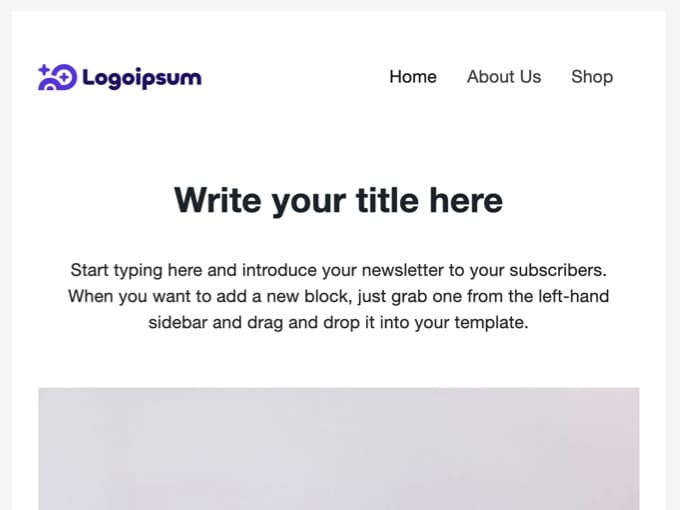 Logoipsum
Home About Us Shop
Write your title here
Start typing here and introduce your newsletter to your subscribers.
When you want to add a new block, just grab one from the left-hand
sidebar and drag and drop it into your template.